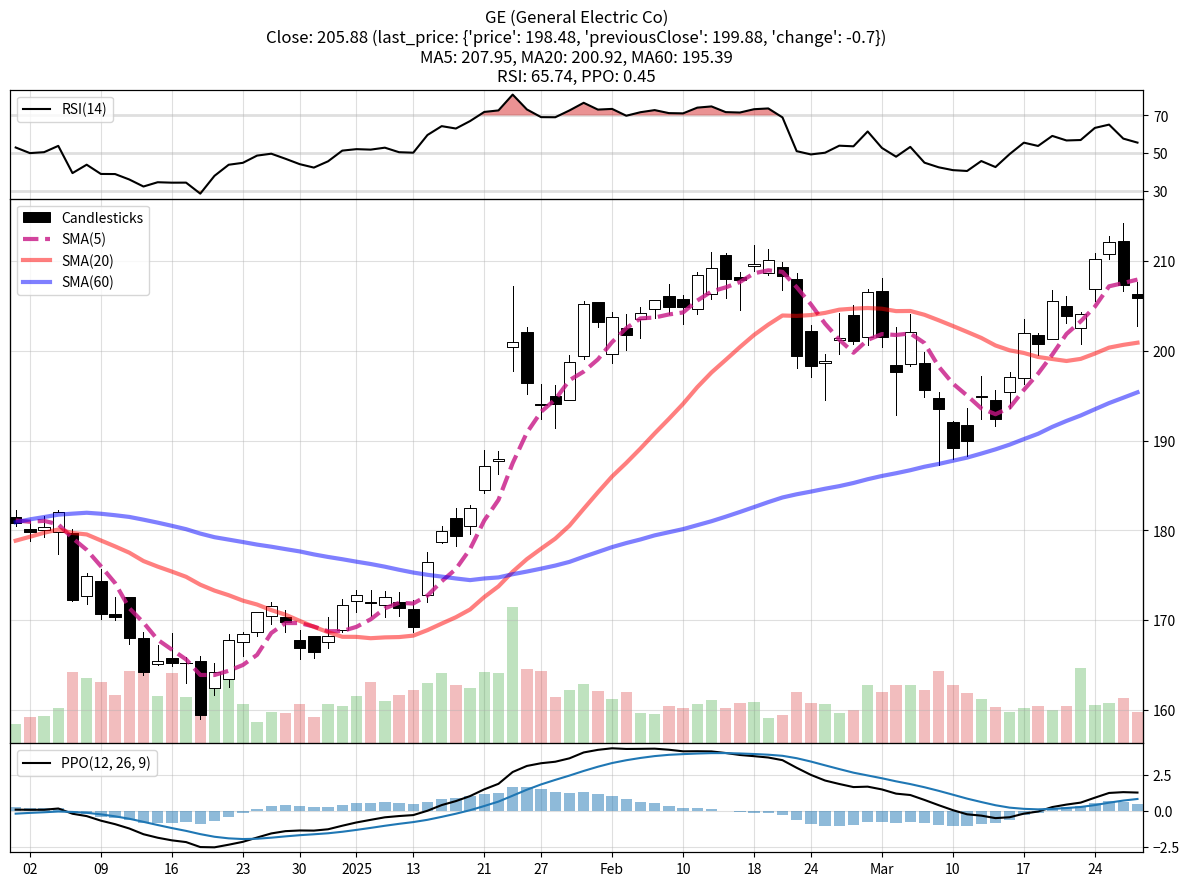 GE (General Electric Co)
Close: 205.88 (last_price: {'price': 198.48, 'previousClose': 199.88, 'change': -0.7})
MA5: 207.95, MA20: 200.92, MA60: 195.39
RSI: 65.74, PPO: 0.45
RSI(14)
70
50
30
Candlesticks
SMA(5)
SMA(20)
SMA(60)
210
200
190
180
170
160
PPO(12, 26, 9)
2.5
0.0
−2.5
02 09 16 23 30 2025 13 21 27 Feb 10 18 24 Mar 10 17 24